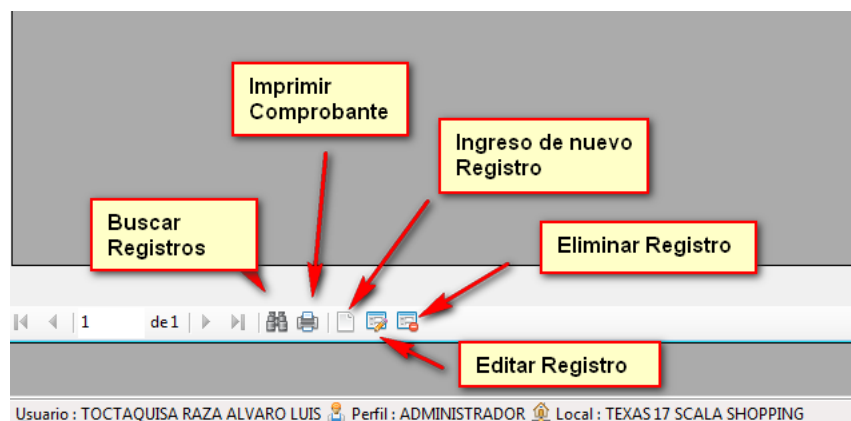 Imprimir
Comprobante
Ingreso de nuevo
Registro
Buscar
Registros
Eliminar Registro
1 de 1
Editar Registro
Usuario : TOCTAQUISA RAZA ALVARO LUIS Perfil : ADMINISTRADOR Local : TEXAS 17 SCALA SHOPPING